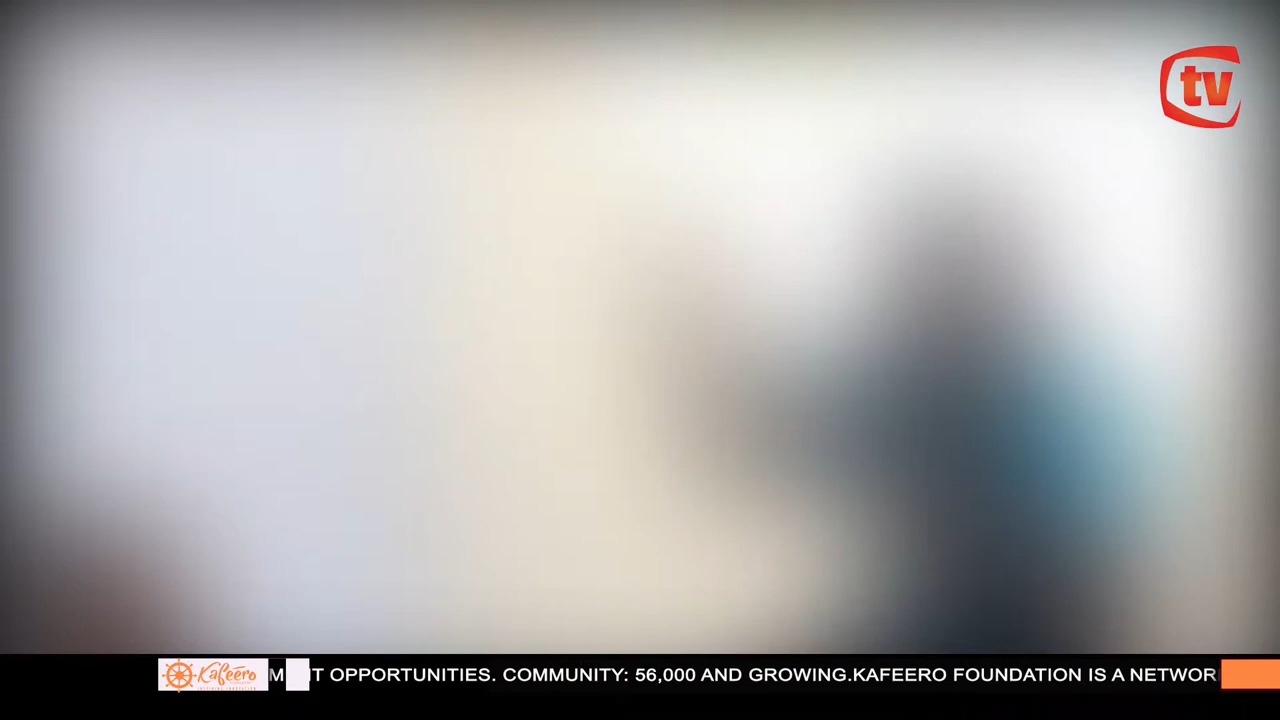 tv
Kafeero
M T OPPORTUNITIES. COMMUNITY: 56,000 AND GROWING.KAFEERO FOUNDATION IS A NETWOR